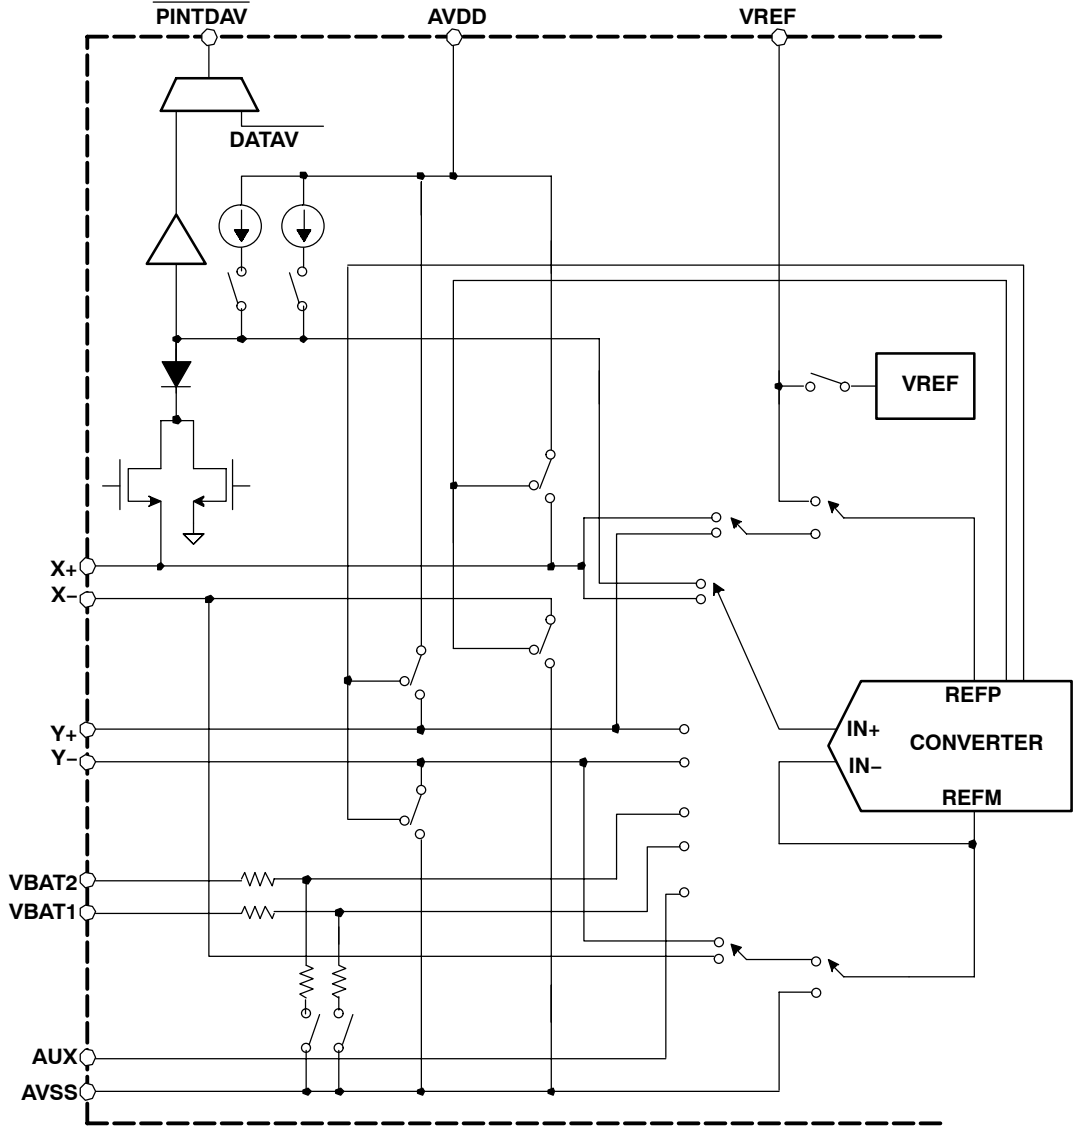 PINTDAV
AVDD
VREF
DATAV
VREF
X+
X−
REFP
Y+
IN+
CONVERTER
Y−
IN−
REFM
VBAT2
VBAT1
AUX
AVSS